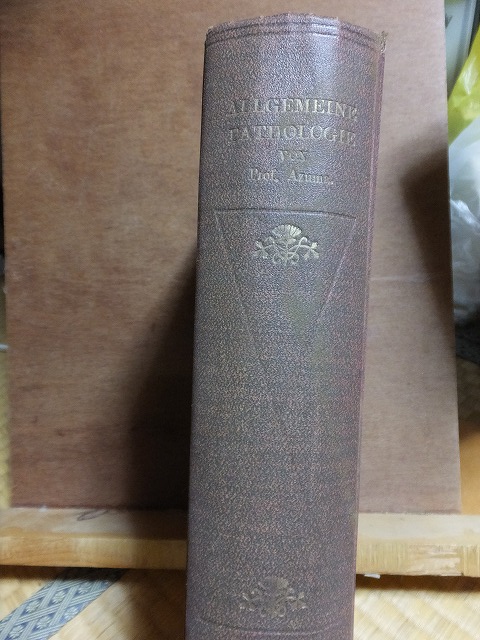 ALLGEMEINE
PATHOLOGIE
VON
Prof. Azuma.